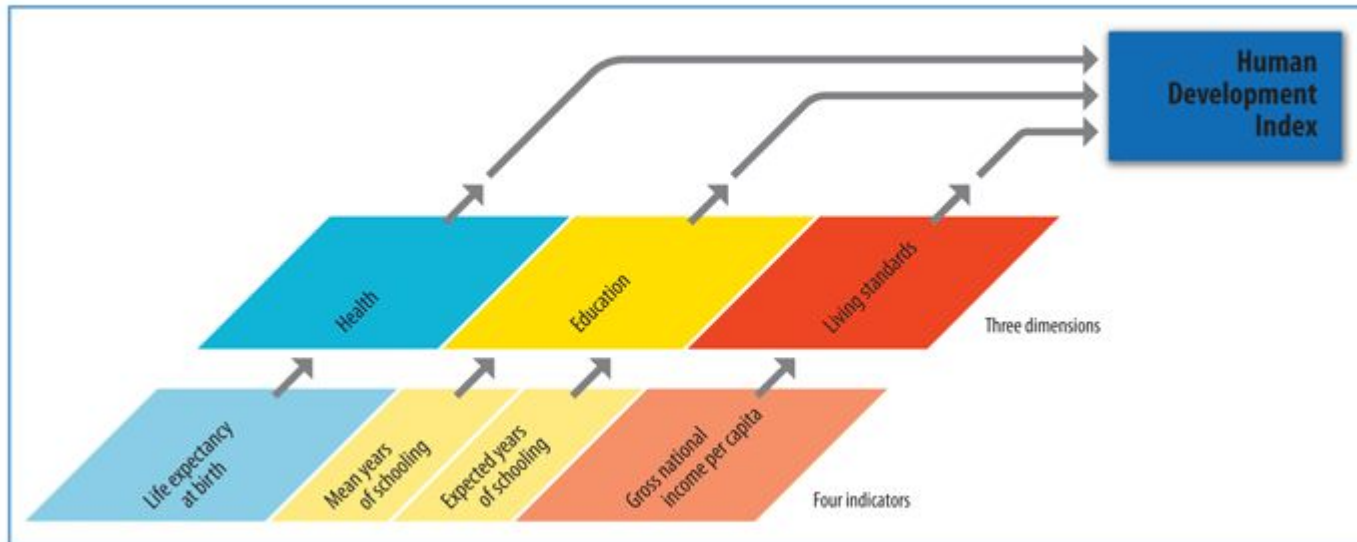 Human
Development
Index
Health
Education
Living standards
Three dimensions
Life expectancy
at birth
Mean years
of schooling
Expected years
of schooling
Gross national
income per capita
Four indicators